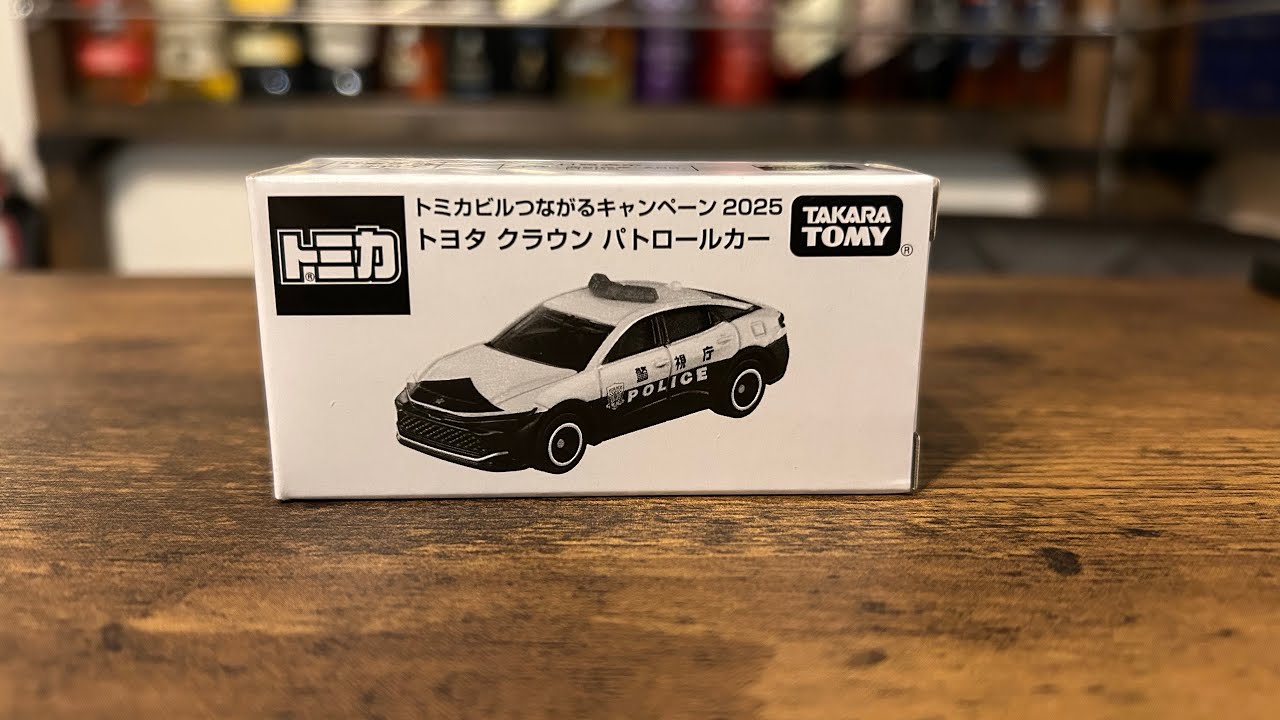 トミカ®
トミカビルつながるキャンペーン 2025
トヨタ クラウン パトロールカー
TAKARA
TOMY®
警視庁
POLICE